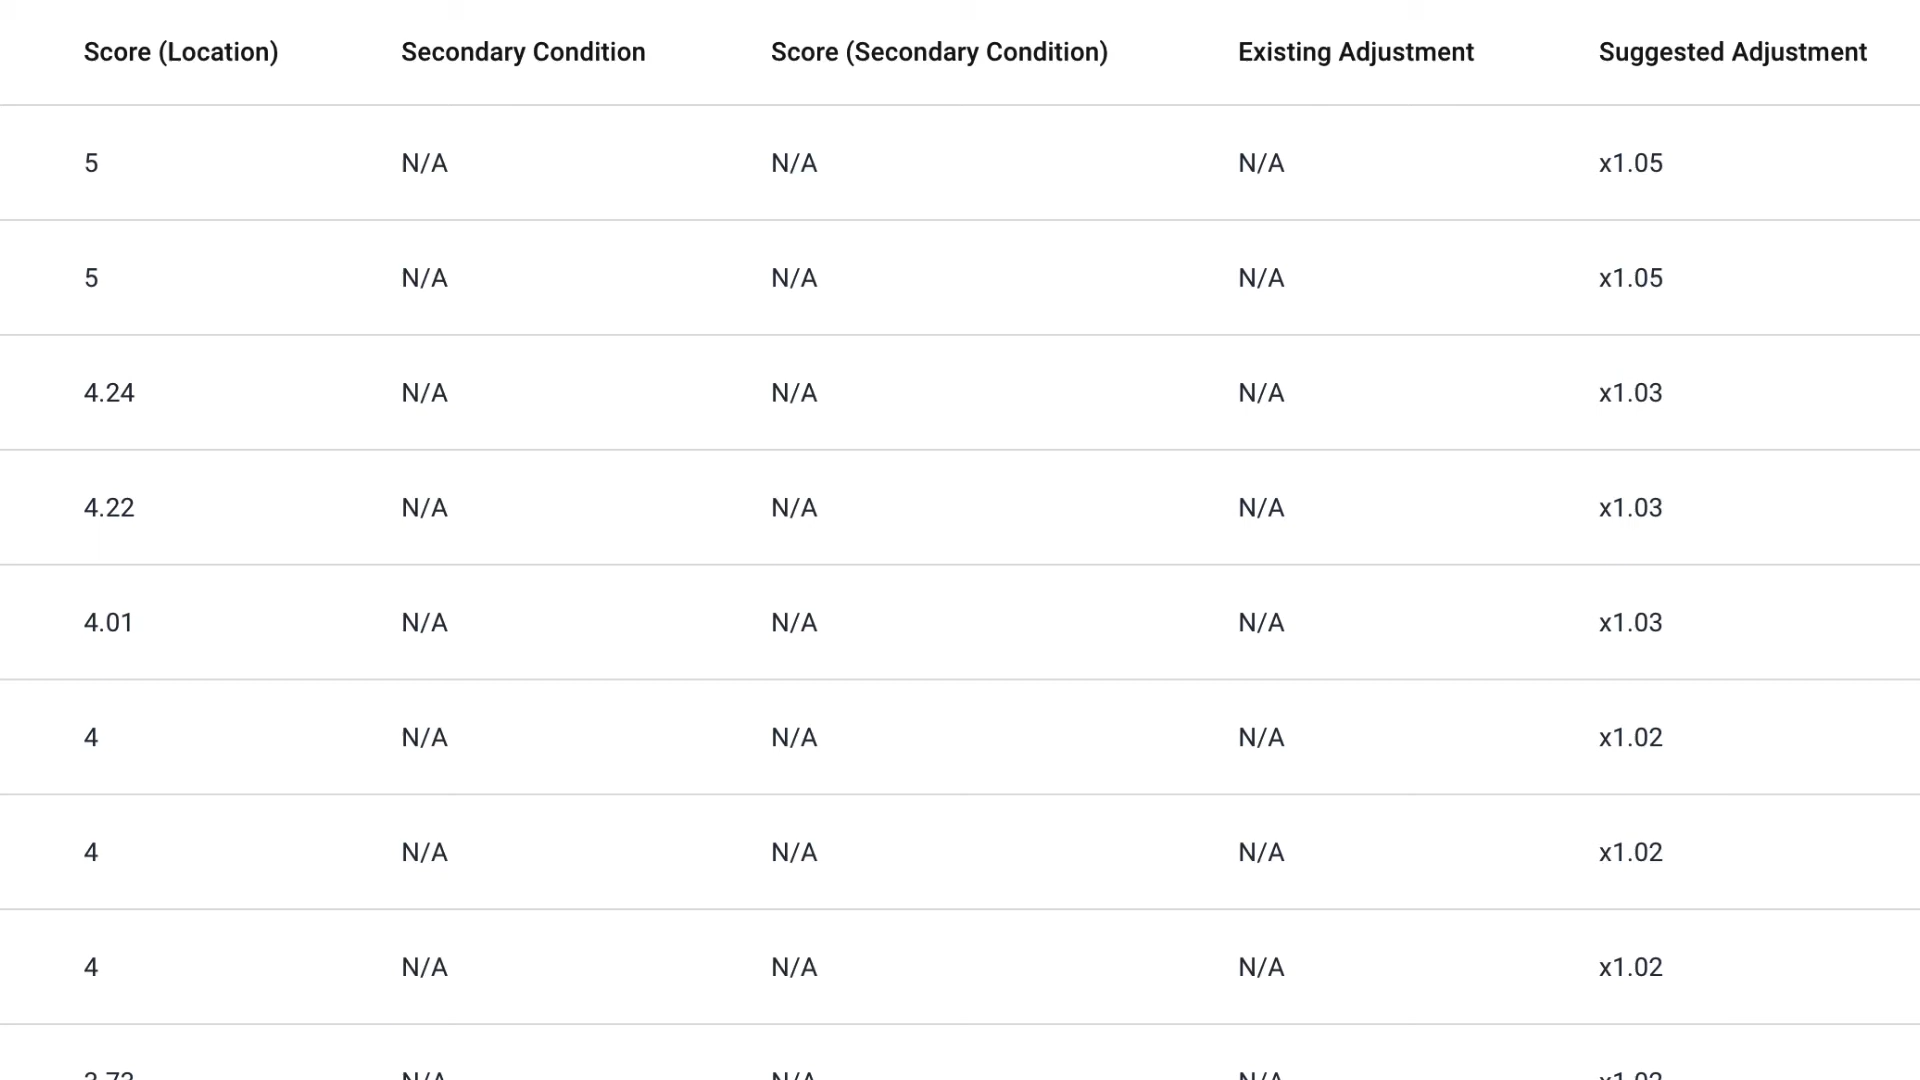 Score (Location) Secondary Condition Score (Secondary Condition) Existing Adjustment Suggested Adjustment
5 N/A N/A N/A x1.05
5 N/A N/A N/A x1.05
4.24 N/A N/A N/A x1.03
4.22 N/A N/A N/A x1.03
4.01 N/A N/A N/A x1.03
4 N/A N/A N/A x1.02
4 N/A N/A N/A x1.02
4 N/A N/A N/A x1.02
N/A N/A N/A